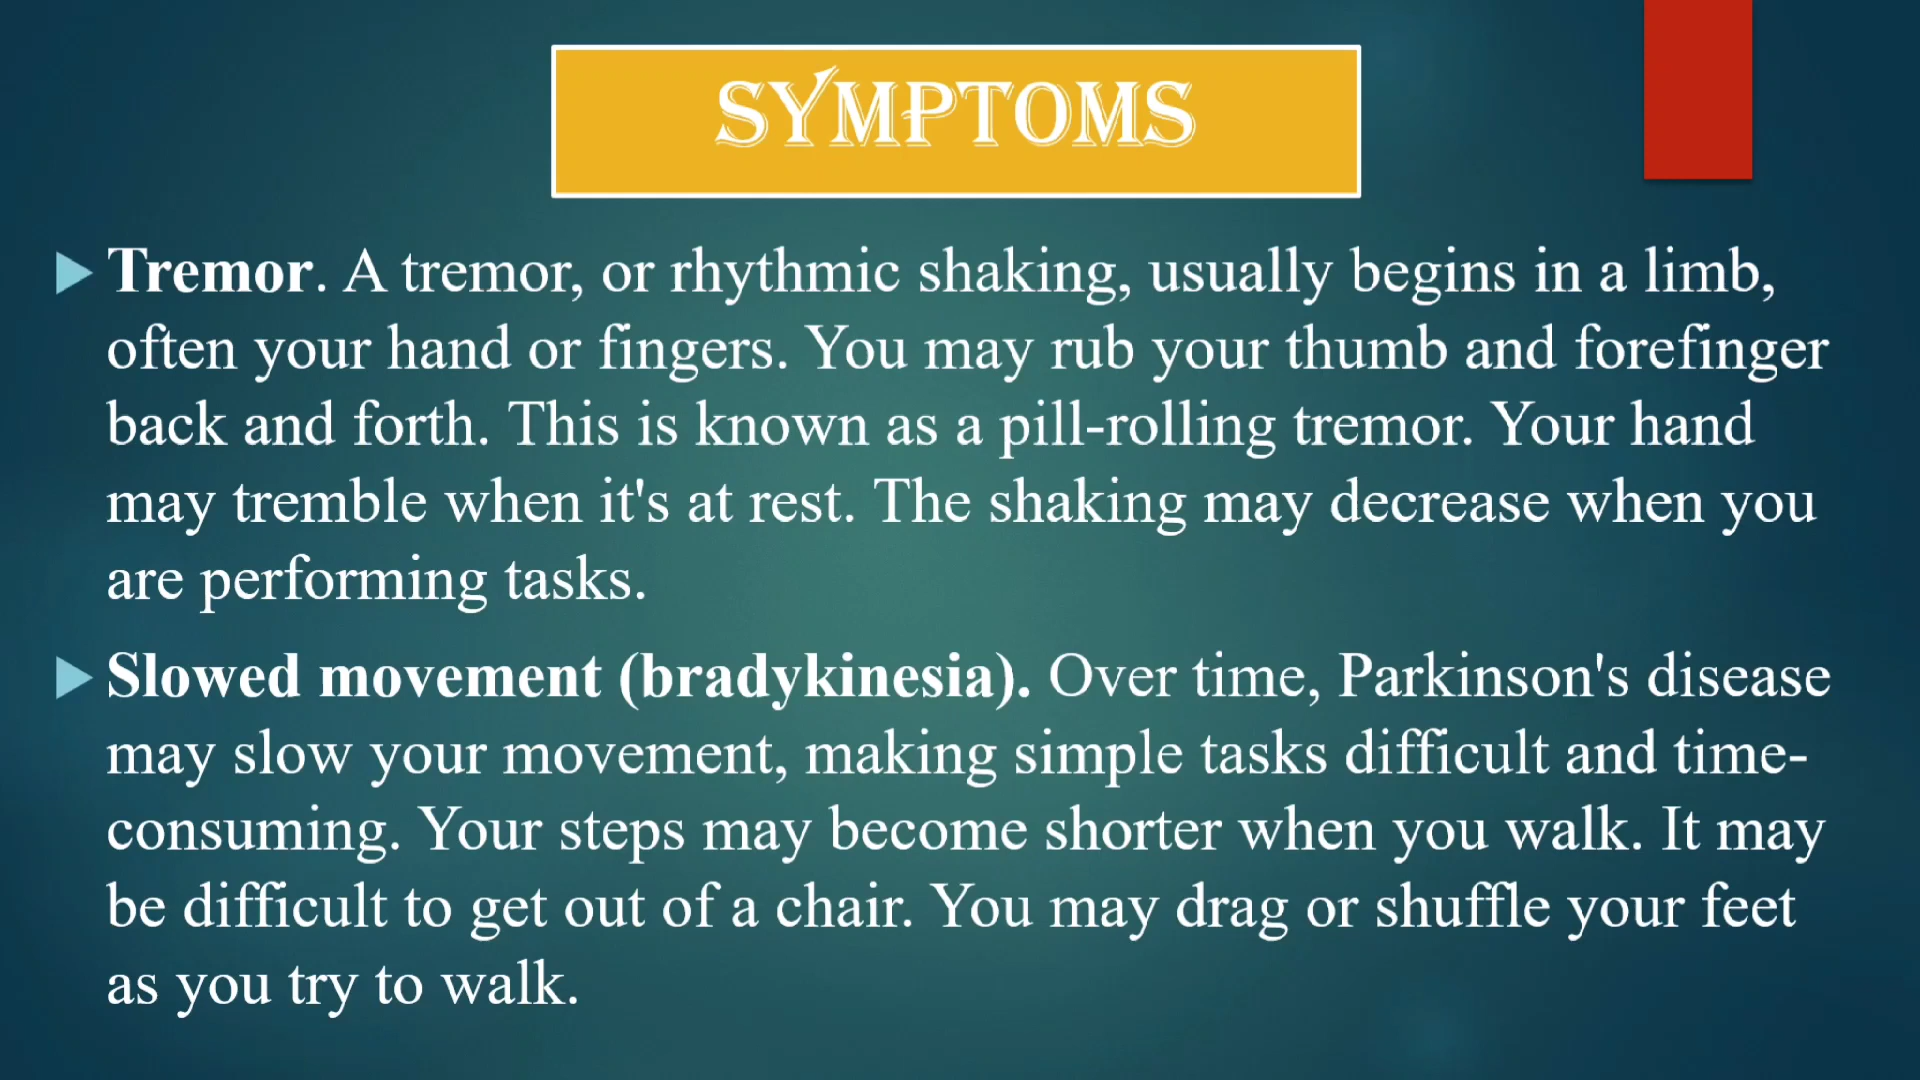 SYMPTOMS
Tremor. A tremor, or rhythmic shaking, usually begins in a limb,
often your hand or fingers. You may rub your thumb and forefinger
back and forth. This is known as a pill-rolling tremor. Your hand
may tremble when it's at rest. The shaking may decrease when you
are performing tasks.
Slowed movement (bradykinesia). Over time, Parkinson's disease
may slow your movement, making simple tasks difficult and time-
consuming. Your steps may become shorter when you walk. It may
be difficult to get out of a chair. You may drag or shuffle your feet
as you try to walk.